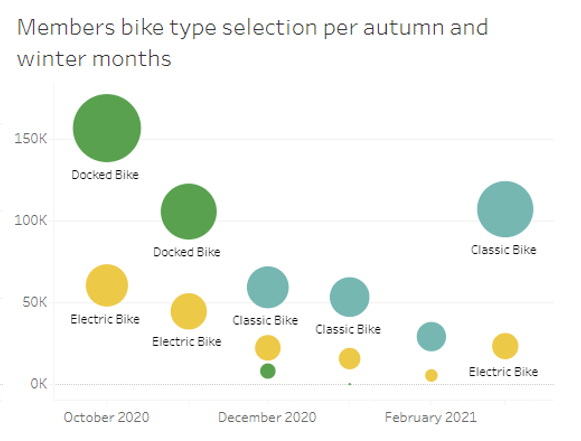 Members bike type selection per autumn and
winter months
150K
Docked Bike
100K
Docked Bike
Classic Bike
50K
Electric Bike
Classic Bike
Classic Bike
Electric Bike
Electric Bike
0K
October 2020
December 2020
February 2021